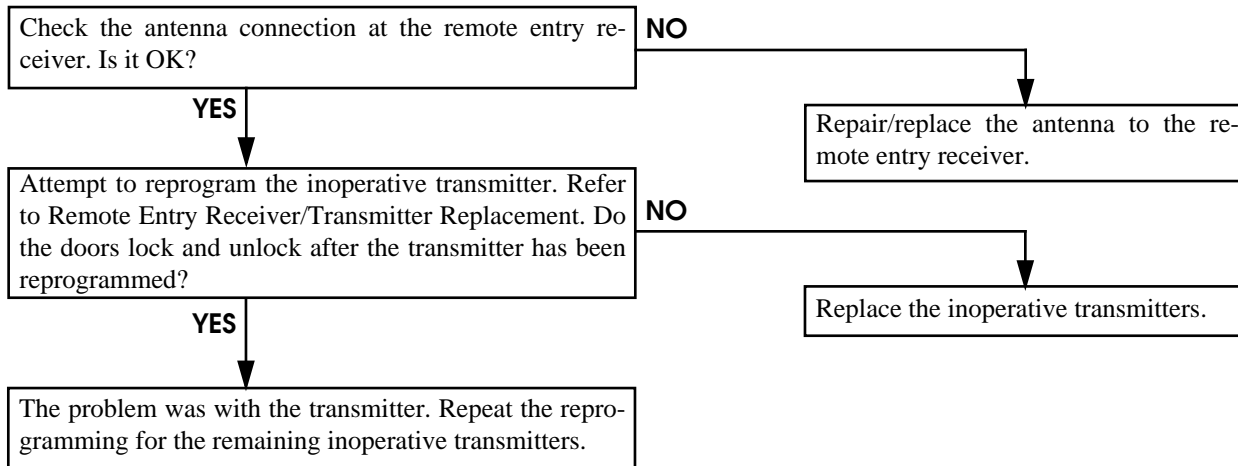 Check the antenna connection at the remote entry re-
ceiver. Is it OK?
NO
YES
Repair/replace the antenna to the re-
mote entry receiver.
Attempt to reprogram the inoperative transmitter. Refer
to Remote Entry Receiver/Transmitter Replacement. Do
the doors lock and unlock after the transmitter has been
reprogrammed?
NO
YES
Replace the inoperative transmitters.
The problem was with the transmitter. Repeat the repro-
gramming for the remaining inoperative transmitters.